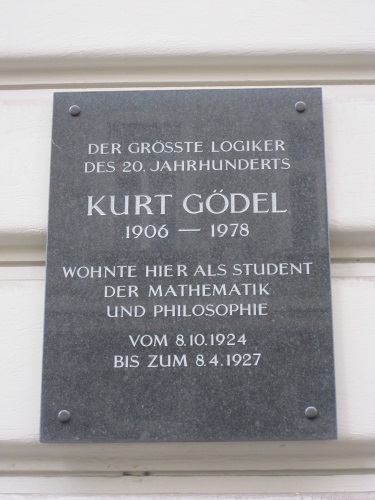 DER GRÖSSTE LOGIKER
DES 20. JAHRHUNDERTS
KURT GÖDEL
1906 — 1978
WOHNTE HIER ALS STUDENT
DER MATHEMATIK
UND PHILOSOPHIE
VOM 8.10.1924
BIS ZUM 8.4.1927